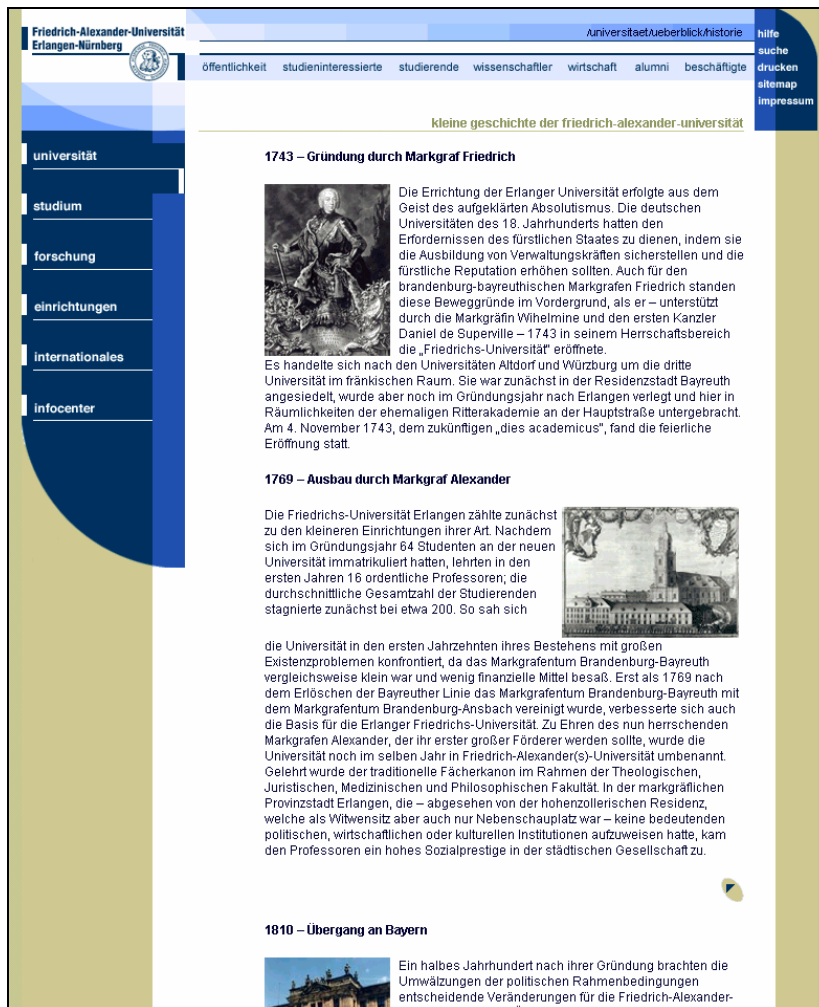 Friedrich-Alexander-Universität
Erlangen-Nürnberg
/universitaet/ueberblick/historie
hilfe
suche
drucken
sitemap
impressum
öffentlichkeit studieninteressierte studierende wissenschaftler wirtschaft alumni beschäftigte
kleine geschichte der friedrich-alexander-universität
universität
studium
forschung
einrichtungen
internationales
infocenter
1743 – Gründung durch Markgraf Friedrich
Die Errichtung der Erlanger Universität erfolgte aus dem
Geist des aufgeklärten Absolutismus. Die deutschen
Universitäten des 18. Jahrhunderts hatten den
Erfordernissen des fürstlichen Staates zu dienen, indem sie
die Ausbildung von Verwaltungskräften sicherstellen und die
fürstliche Reputation erhöhen sollten. Auch für den
brandenburg-bayreuthischen Markgrafen Friedrich standen
diese Beweggründe im Vordergrund, als er – unterstützt
durch die Markgräfin Wihelmine und den ersten Kanzler
Daniel de Superville – 1743 in seinem Herrschaftsbereich
die „Friedrichs-Universität" eröffnete.
Es handelte sich nach den Universitäten Altdorf und Würzburg um die dritte
Universität im fränkischen Raum. Sie war zunächst in der Residenzstadt Bayreuth
angesiedelt, wurde aber noch im Gründungsjahr nach Erlangen verlegt und hier in
Räumlichkeiten der ehemaligen Ritterakademie an der Hauptstraße untergebracht.
Am 4. November 1743, dem zukünftigen „dies academicus", fand die feierliche
Eröffnung statt.
1769 – Ausbau durch Markgraf Alexander
Die Friedrichs-Universität Erlangen zählte zunächst
zu den kleineren Einrichtungen ihrer Art. Nachdem
sich im Gründungsjahr 64 Studenten an der neuen
Universität immatrikuliert hatten, lehrten in den
ersten Jahren 16 ordentliche Professoren; die
durchschnittliche Gesamtzahl der Studierenden
stagnierte zunächst bei etwa 200. So sah sich
die Universität in den ersten Jahrzehnten ihres Bestehens mit großen
Existenzproblemen konfrontiert, da das Markgrafentum Brandenburg-Bayreuth
vergleichsweise klein war und wenig finanzielle Mittel besaß. Erst als 1769 nach
dem Erlöschen der Bayreuther Linie das Markgrafentum Brandenburg-Bayreuth mit
dem Markgrafentum Brandenburg-Ansbach vereinigt wurde, verbesserte sich auch
die Basis für die Erlanger Friedrichs-Universität. Zu Ehren des nun herrschenden
Markgrafen Alexander, der ihr erster großer Förderer werden sollte, wurde die
Universität noch im selben Jahr in Friedrich-Alexander(s)-Universität umbenannt.
Gelehrt wurde der traditionelle Fächerkanon im Rahmen der Theologischen,
Juristischen, Medizinischen und Philosophischen Fakultät. In der markgräflichen
Provinzstadt Erlangen, die – abgesehen von der hohenzollerischen Residenz,
welche als Witwensitz aber auch nur Nebenschauplatz war – keine bedeutenden
politischen, wirtschaftlichen oder kulturellen Institutionen aufzuweisen hatte, kam
den Professoren ein hohes Sozialprestige in der städtischen Gesellschaft zu.
1810 – Übergang an Bayern
Ein halbes Jahrhundert nach ihrer Gründung brachten die
Umwälzungen der politischen Rahmenbedingungen
entscheidende Veränderungen für die Friedrich-Alexander-